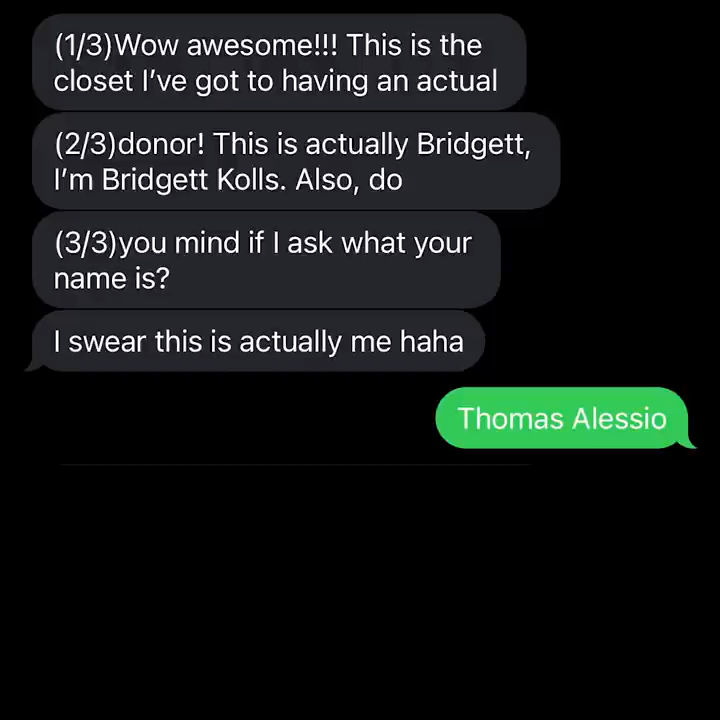 (1/3)Wow awesome!!! This is the
closet I’ve got to having an actual
(2/3)donor! This is actually Bridgett,
I’m Bridgett Kolls. Also, do
(3/3)you mind if I ask what your
name is?
I swear this is actually me haha
Thomas Alessio